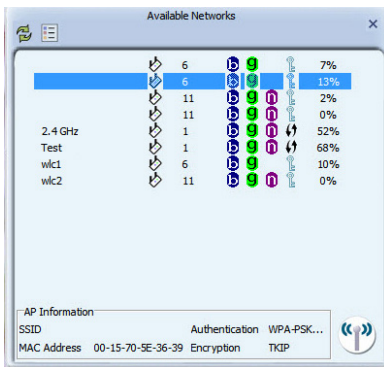 Available Networks
6 b g 7%
6 b g 13%
11 b g n 2%
11 b g n 0%
2.4 GHz 1 b g n 52%
Test 1 b g n 68%
wlc1 6 b g 10%
wlc2 11 b g n 0%
AP Information
SSID Authentication WPA-PSK...
MAC Address 00-15-70-5E-36-39 Encryption TKIP